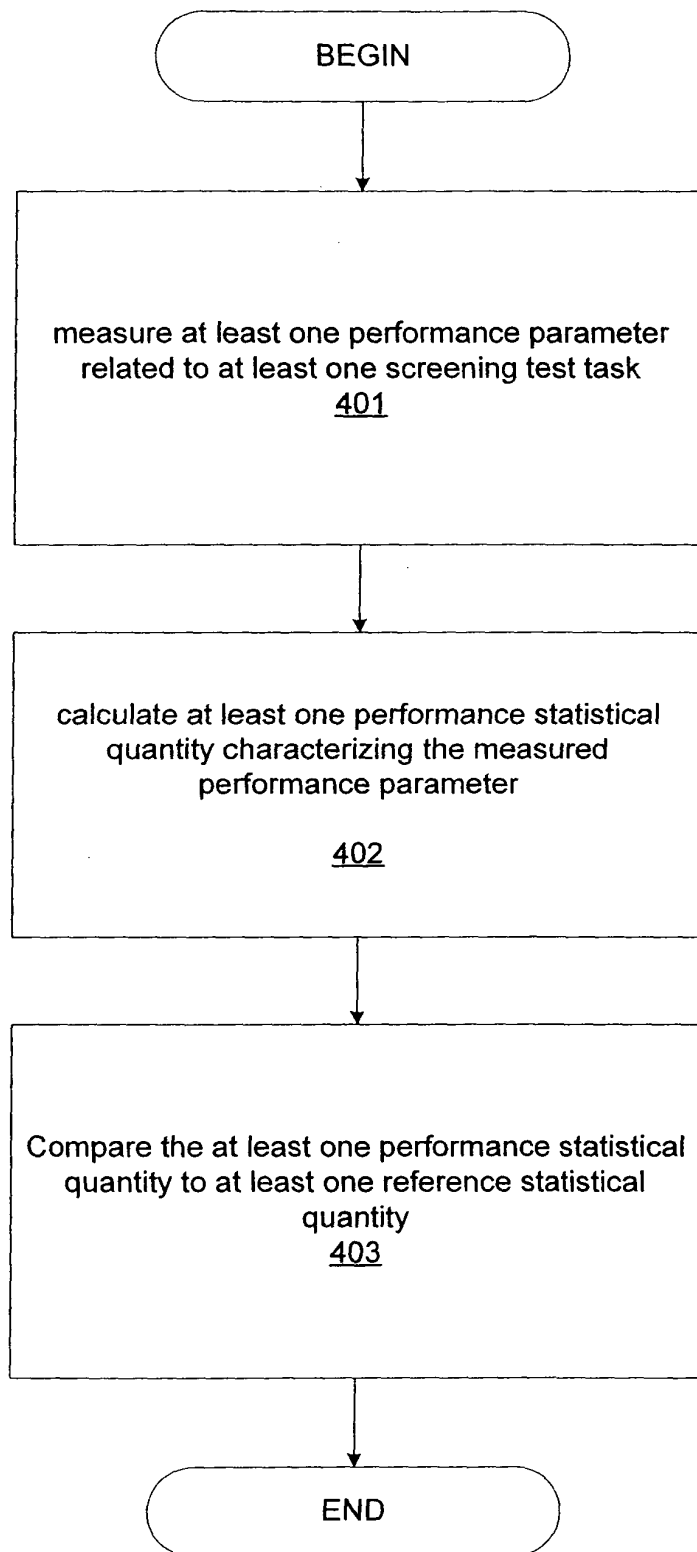 BEGIN
measure at least one performance parameter
related to at least one screening test task
401
calculate at least one performance statistical
quantity characterizing the measured
performance parameter
402
Compare the at least one performance statistical
quantity to at least one reference statistical
quantity
403
END